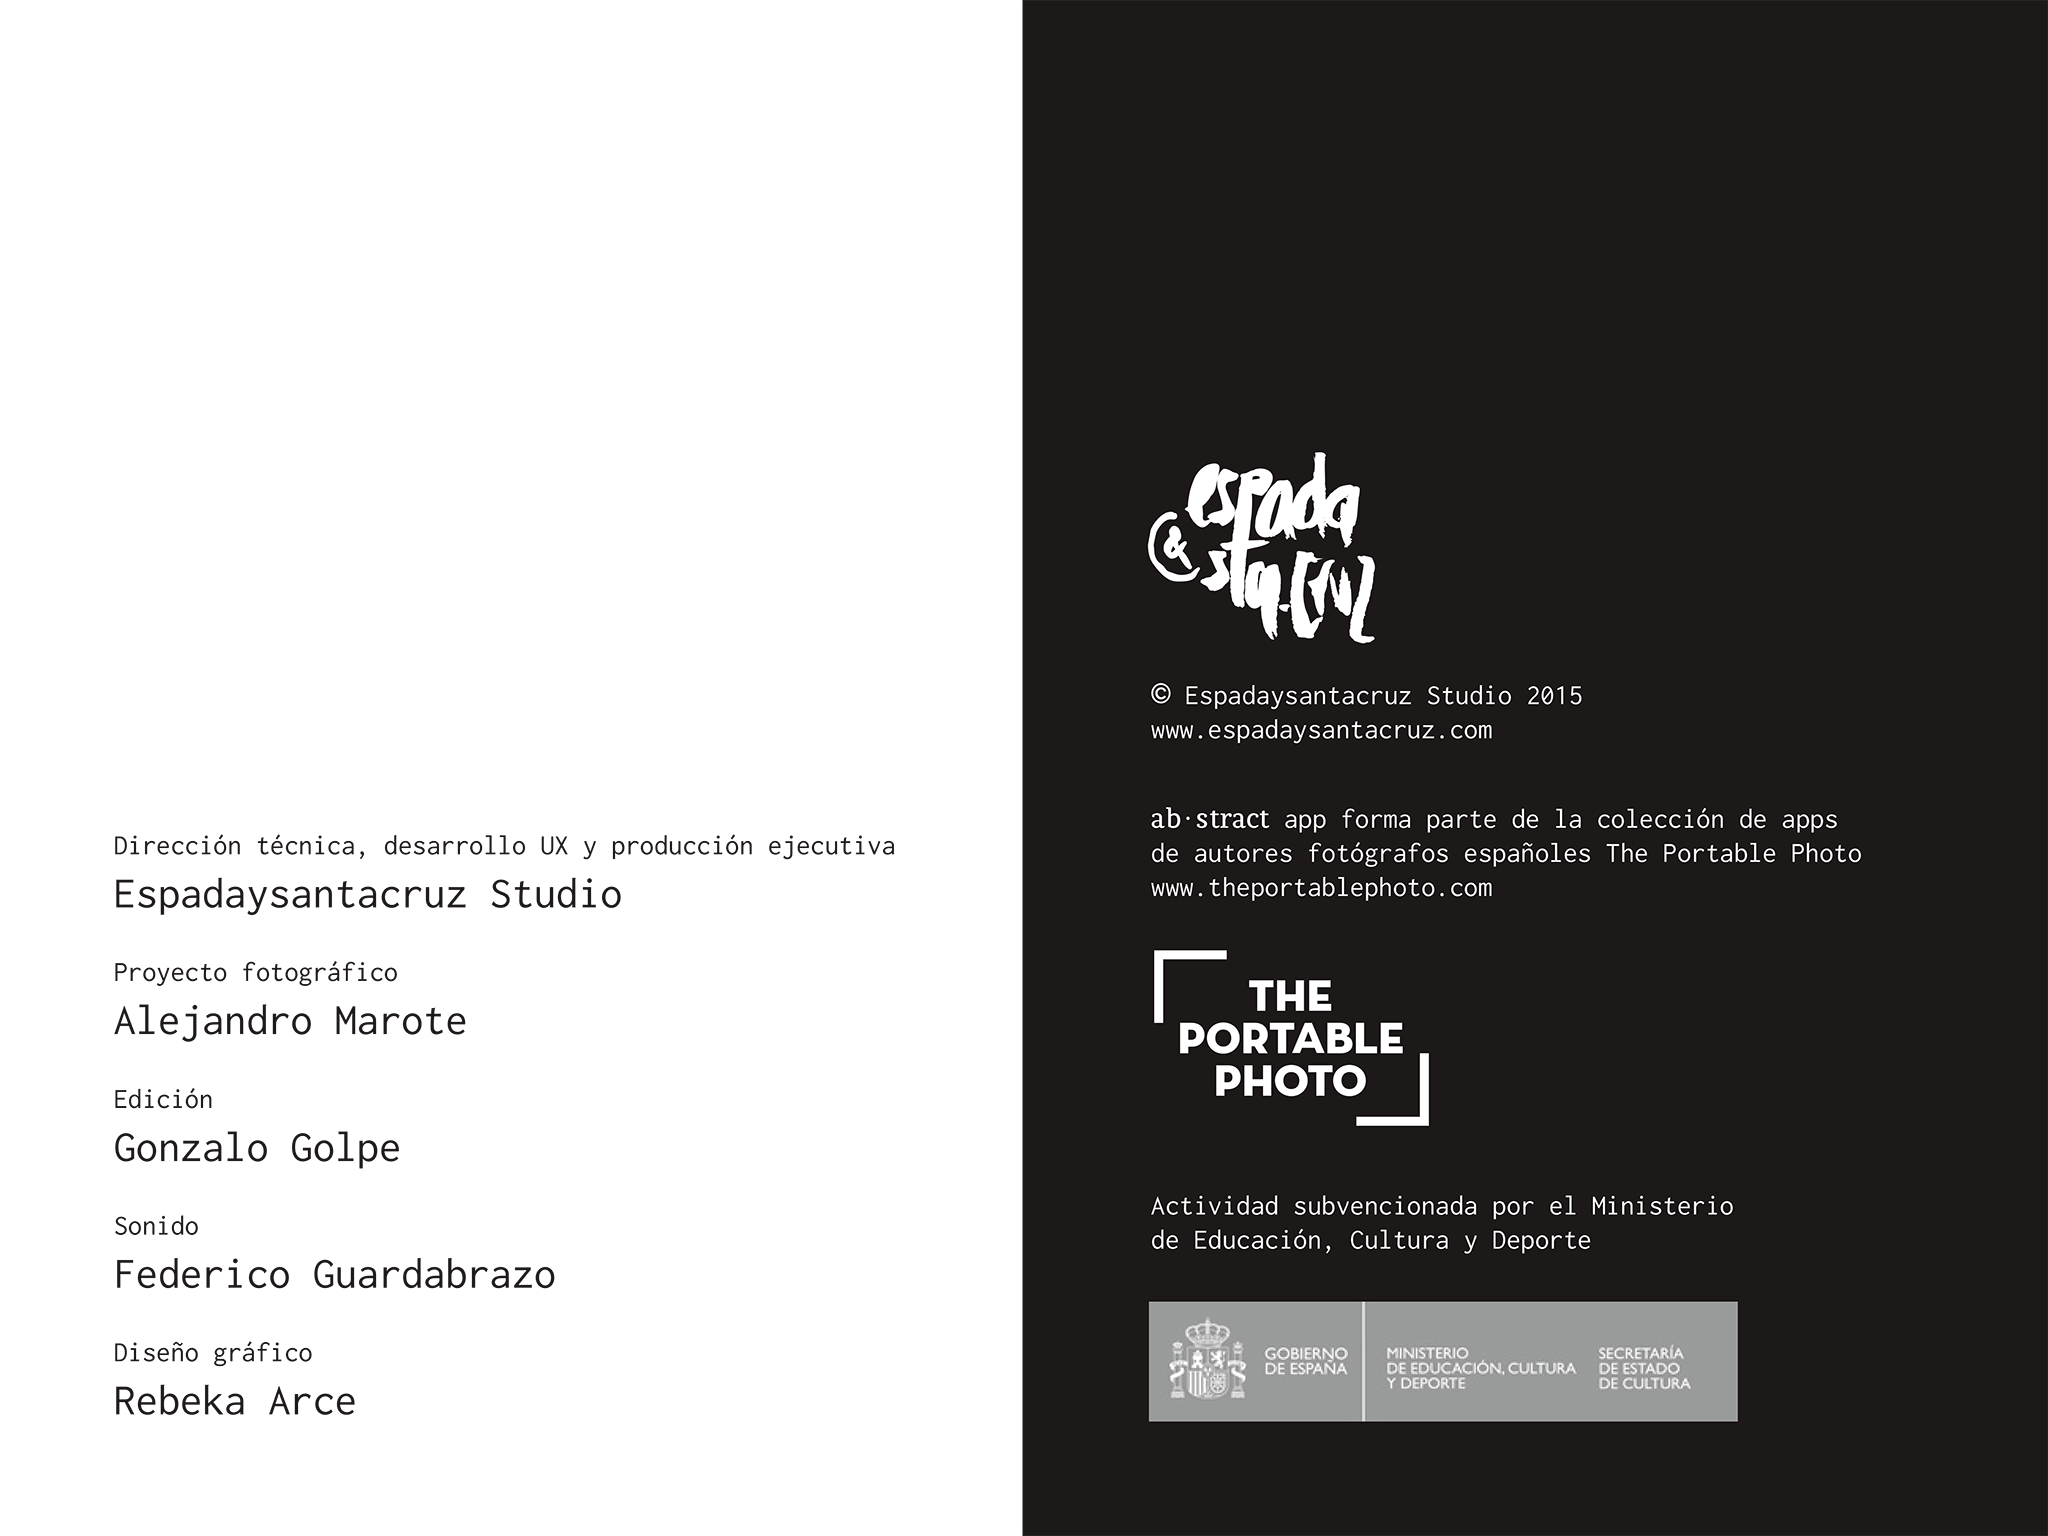 Dirección técnica, desarrollo UX y producción ejecutiva
Espadaysantacruz Studio
Proyecto fotográfico
Alejandro Marote
Edición
Gonzalo Golpe
Sonido
Federico Guardabrazo
Diseño gráfico
Rebeka Arce
espada
& sta.cruz
© Espadaysantacruz Studio 2015
www.espadaysantacruz.com
ab·stract app forma parte de la colección de apps
de autores fotógrafos españoles The Portable Photo
www.theportablephoto.com
THE
PORTABLE
PHOTO
Actividad subvencionada por el Ministerio
de Educación, Cultura y Deporte
GOBIERNO
DE ESPAÑA
MINISTERIO
DE EDUCACIÓN, CULTURA
Y DEPORTE
SECRETARÍA
DE ESTADO
DE CULTURA